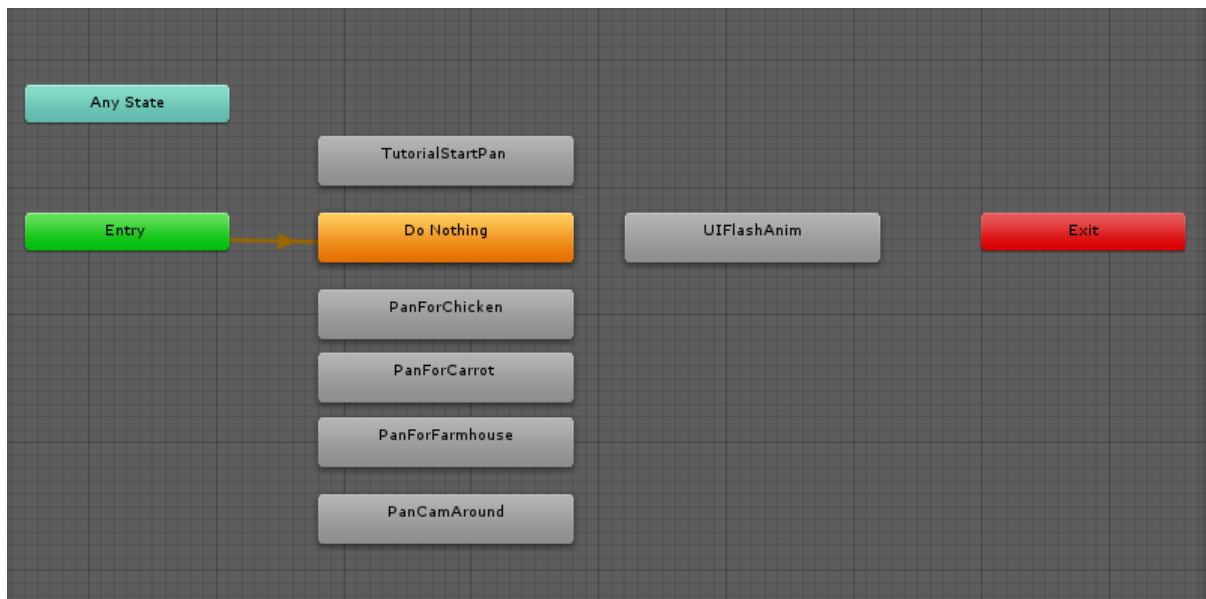 Any State
TutorialStartPan
Entry
Do Nothing
UIFlashAnim
Exit
PanForChicken
PanForCarrot
PanForFarmhouse
PanCamAround